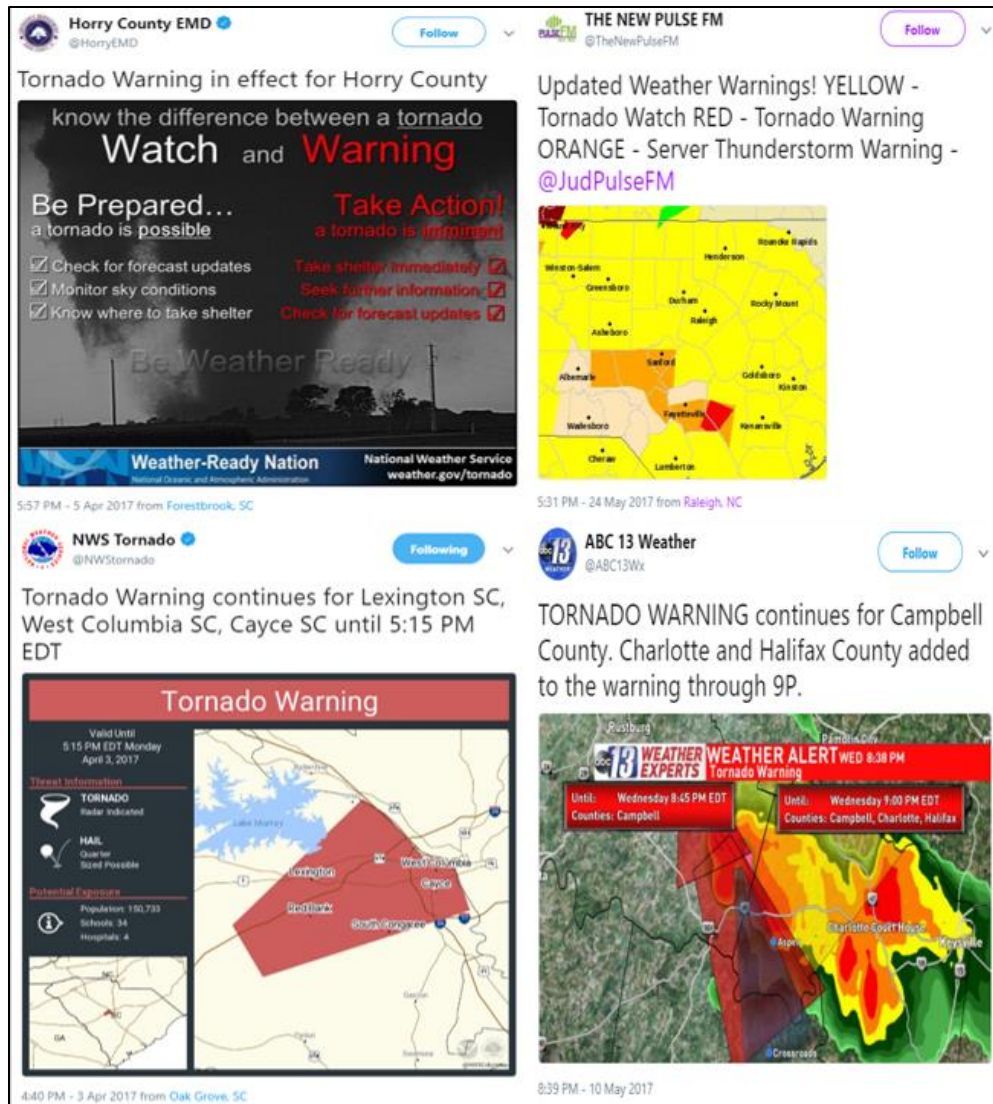 Horry County EMD
@HorryEMD
Follow
Tornado Warning in effect for Horry County
know the difference between a tornado
Watch and Warning
Be Prepared...
a tornado is possible
Check for forecast updates
Monitor sky conditions
Know where to take shelter
Take Action!
a tornado is imminent
Take shelter immediately
Seek further information
Check for forecast updates
Be Weather Ready
Weather-Ready Nation
National Oceanic and Atmospheric Administration
National Weather Service
weather.gov/tornado
5:57 PM - 5 Apr 2017 from Forestbrook, SC
THE NEW PULSE FM
@TheNewPulseFM
Follow
Updated Weather Warnings! YELLOW -
Tornado Watch RED - Tornado Warning
ORANGE - Server Thunderstorm Warning -
@JudPulseFM
Roanoke Rapids
Henderson
Winston-Salem
Greensboro
Durham
Rocky Mount
Raleigh
Asheboro
Sanford
Albemarle
Goldsboro
Kinston
Fayetteville
Wadesboro
Kenansville
Cheraw
Lumberton
5:31 PM - 24 May 2017 from Raleigh, NC
NWS Tornado
@NWStornado
Following
Tornado Warning continues for Lexington SC,
West Columbia SC, Cayce SC until 5:15 PM
EDT
Tornado Warning
Valid Until
5:15 PM EDT Monday
April 3, 2017
Threat Information
TORNADO
Radar Indicated
HAIL
Quarter
Sized Possible
Potential Exposure
Population: 150,733
Schools: 34
Hospitals: 4
NC
SC
GA
Lake Murray
Lexington
West Columbia
Cayce
Red Bank
South Congaree
Gaston
Swansea
4:40 PM - 3 Apr 2017 from Oak Grove, SC
ABC 13 Weather
@ABC13Wx
Follow
TORNADO WARNING continues for Campbell
County. Charlotte and Halifax County added
to the warning through 9P.
Rustburg
abc 13 WEATHER EXPERTS
WEATHER ALERT WED 8:38 PM
Tornado Warning
Until: Wednesday 8:45 PM EDT
Counties: Campbell
Until: Wednesday 9:00 PM EDT
Counties: Campbell, Charlotte, Halifax
Charlotte Court House
Keysville
Aspen
Crossroads
8:39 PM - 10 May 2017